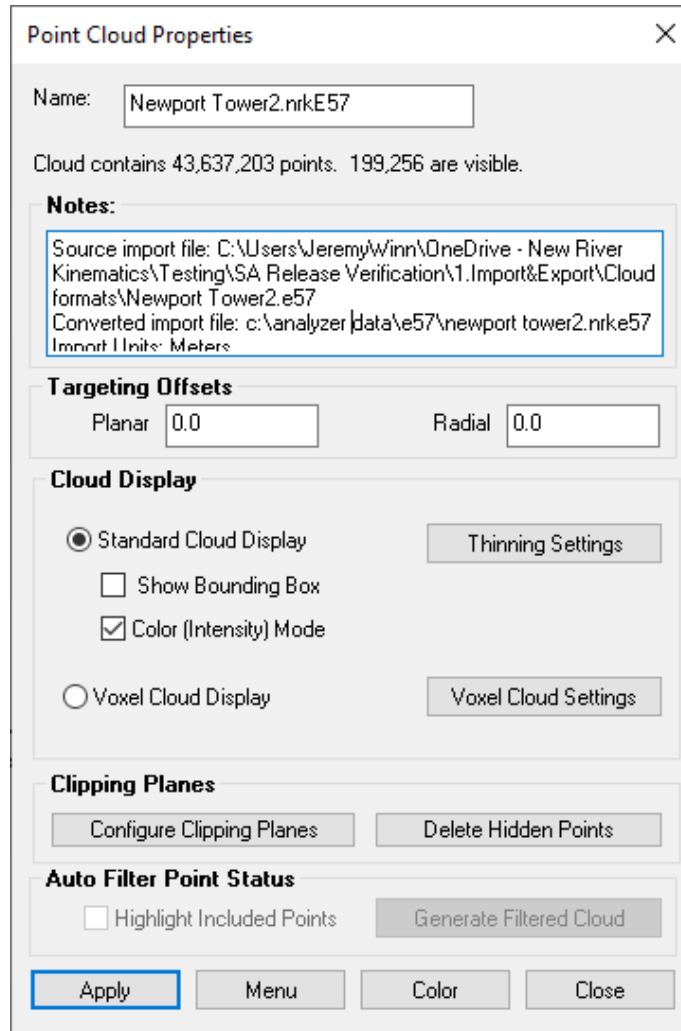 Point Cloud Properties
Name: Newport Tower2.nrkE57
Cloud contains 43,637,203 points. 199,256 are visible.
Notes:
Source import file: C:\Users\JeremyWinn\OneDrive - New River
Kinematics\Testing\SA Release Verification\1.Import&Export\Cloud
formats\Newport Tower2.e57
Converted import file: c:\analyzer data\e57\newport tower2.nrke57
Import Units: Meters
Targeting Offsets
Planar 0.0 Radial 0.0
Cloud Display
Standard Cloud Display Thinning Settings
Show Bounding Box
Color (Intensity) Mode
Voxel Cloud Display Voxel Cloud Settings
Clipping Planes
Configure Clipping Planes Delete Hidden Points
Auto Filter Point Status
Highlight Included Points Generate Filtered Cloud
Apply Menu Color Close